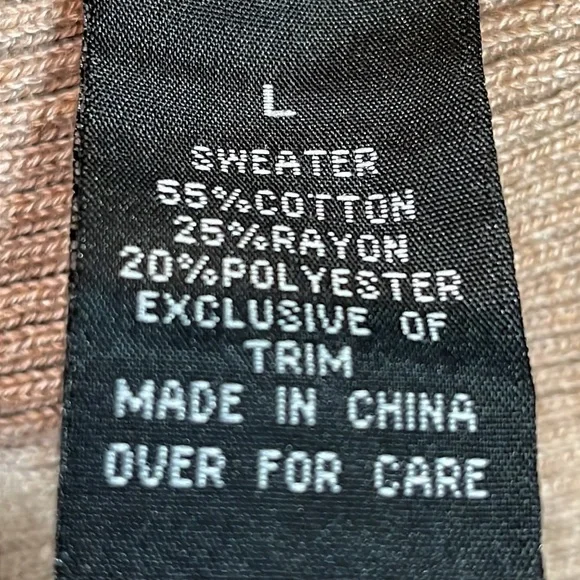 L
SWEATER
55%COTTON
25%RAYON
20%POLYESTER
EXCLUSIVE OF
TRIM
MADE IN CHINA
OVER FOR CARE